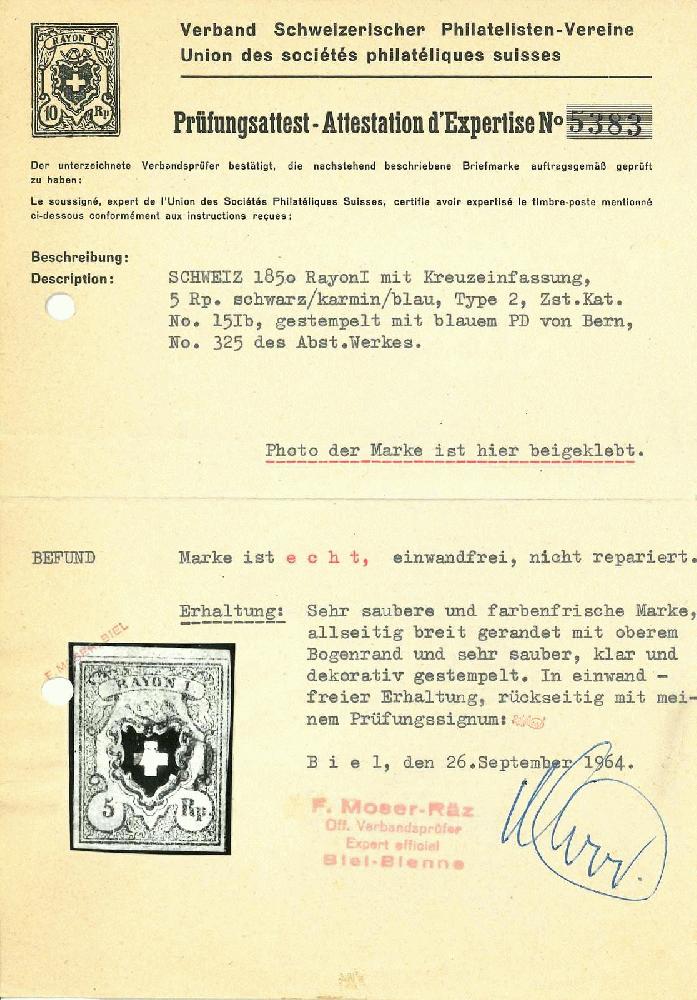 RAYON II
10 Rp
Verband Schweizerischer Philatelisten-Vereine
Union des sociétés philatéliques suisses
Prüfungsattest - Attestation d'Expertise No 5383
Der unterzeichnete Verbandsprüfer bestätigt, die nachstehend beschriebene Briefmarke auftragsgemäß geprüft
zu haben:
Le soussigné, expert de l'Union des Sociétés Philatéliques Suisses, certifie avoir expertisé le timbre-poste mentionné
ci-dessous conformément aux instructions reçues:
Beschreibung:
Description:
SCHWEIZ 185o RayonI mit Kreuzeinfassung,
5 Rp. schwarz/karmin/blau, Type 2, Zst.Kat.
No. 15Ib, gestempelt mit blauem PD von Bern,
No. 325 des Abst.Werkes.
Photo der Marke ist hier beigeklebt.
BEFUND Marke ist e c h t, einwandfrei, nicht repariert.
Erhaltung: Sehr saubere und farbenfrische Marke,
allseitig breit gerandet mit oberem
Bogenrand und sehr sauber, klar und
dekorativ gestempelt. In einwand -
freier Erhaltung, rückseitig mit mei-
nem Prüfungssignum:
B i e l, den 26.September 1964.
F. MOSER BIEL
RAYON I
5 Rp.
F. Moser-Räz
Off. Verbandsprüfer
Expert officiel
Biel-Bienne